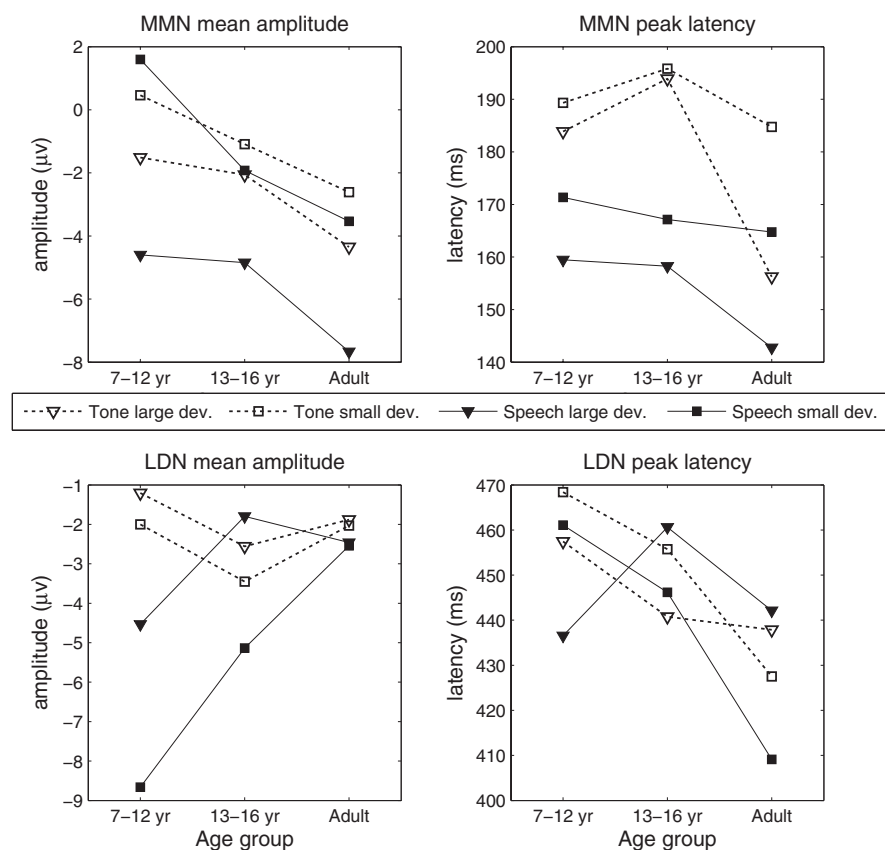 MMN mean amplitude
2
0
−2
−4
−6
−8
amplitude (μv)
7−12 yr 13−16 yr Adult
MMN peak latency
200
190
180
170
160
150
140
latency (ms)
7−12 yr 13−16 yr Adult
Tone large dev. Tone small dev. Speech large dev. Speech small dev.
LDN mean amplitude
−1
−2
−3
−4
−5
−6
−7
−8
−9
amplitude (μv)
7−12 yr 13−16 yr Adult
Age group
LDN peak latency
470
460
450
440
430
420
410
400
latency (ms)
7−12 yr 13−16 yr Adult
Age group